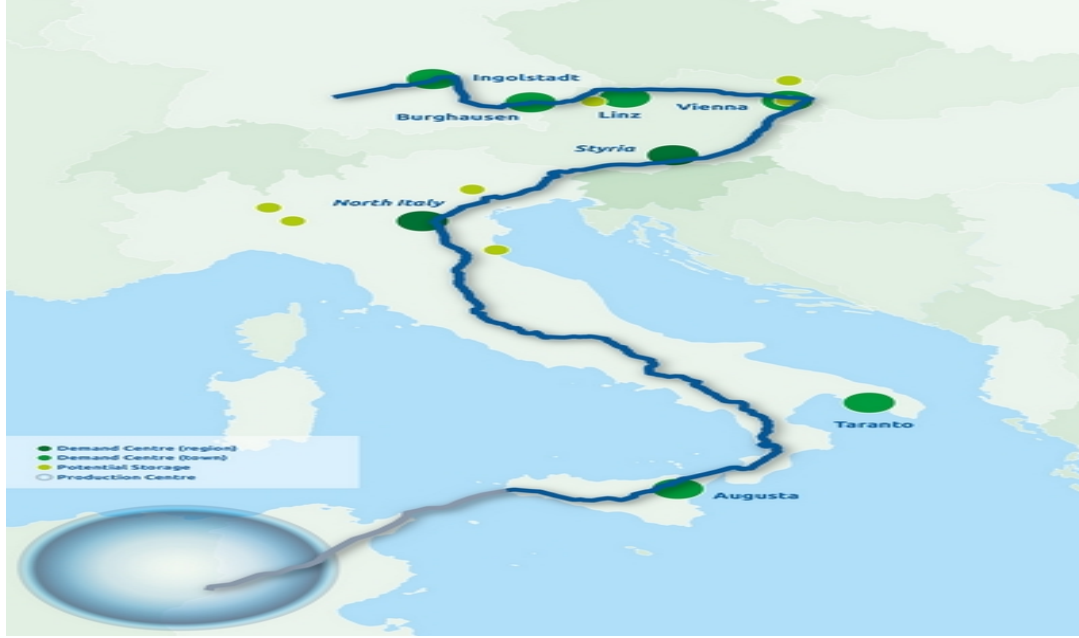 Ingolstadt
Burghausen
Linz
Vienna
Styria
North Italy
Taranto
Augusta
Demand Centre (region)
Demand Centre (town)
Potential Storage
Production Centre